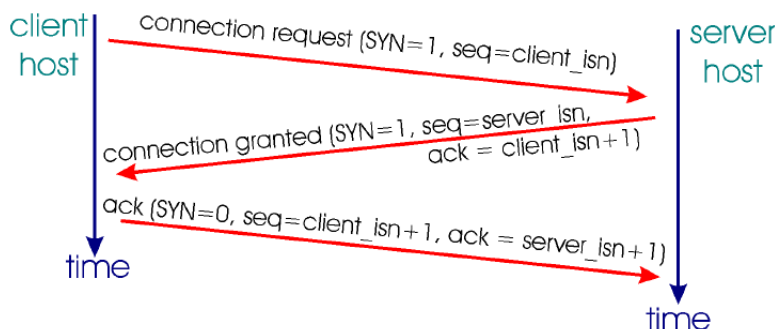 client
host
connection request (SYN=1, seq=client_isn)
server
host
connection granted (SYN=1, seq=server_isn,
ack = client_isn+1)
ack (SYN=0, seq=client_isn+1, ack = server_isn+1)
time
time